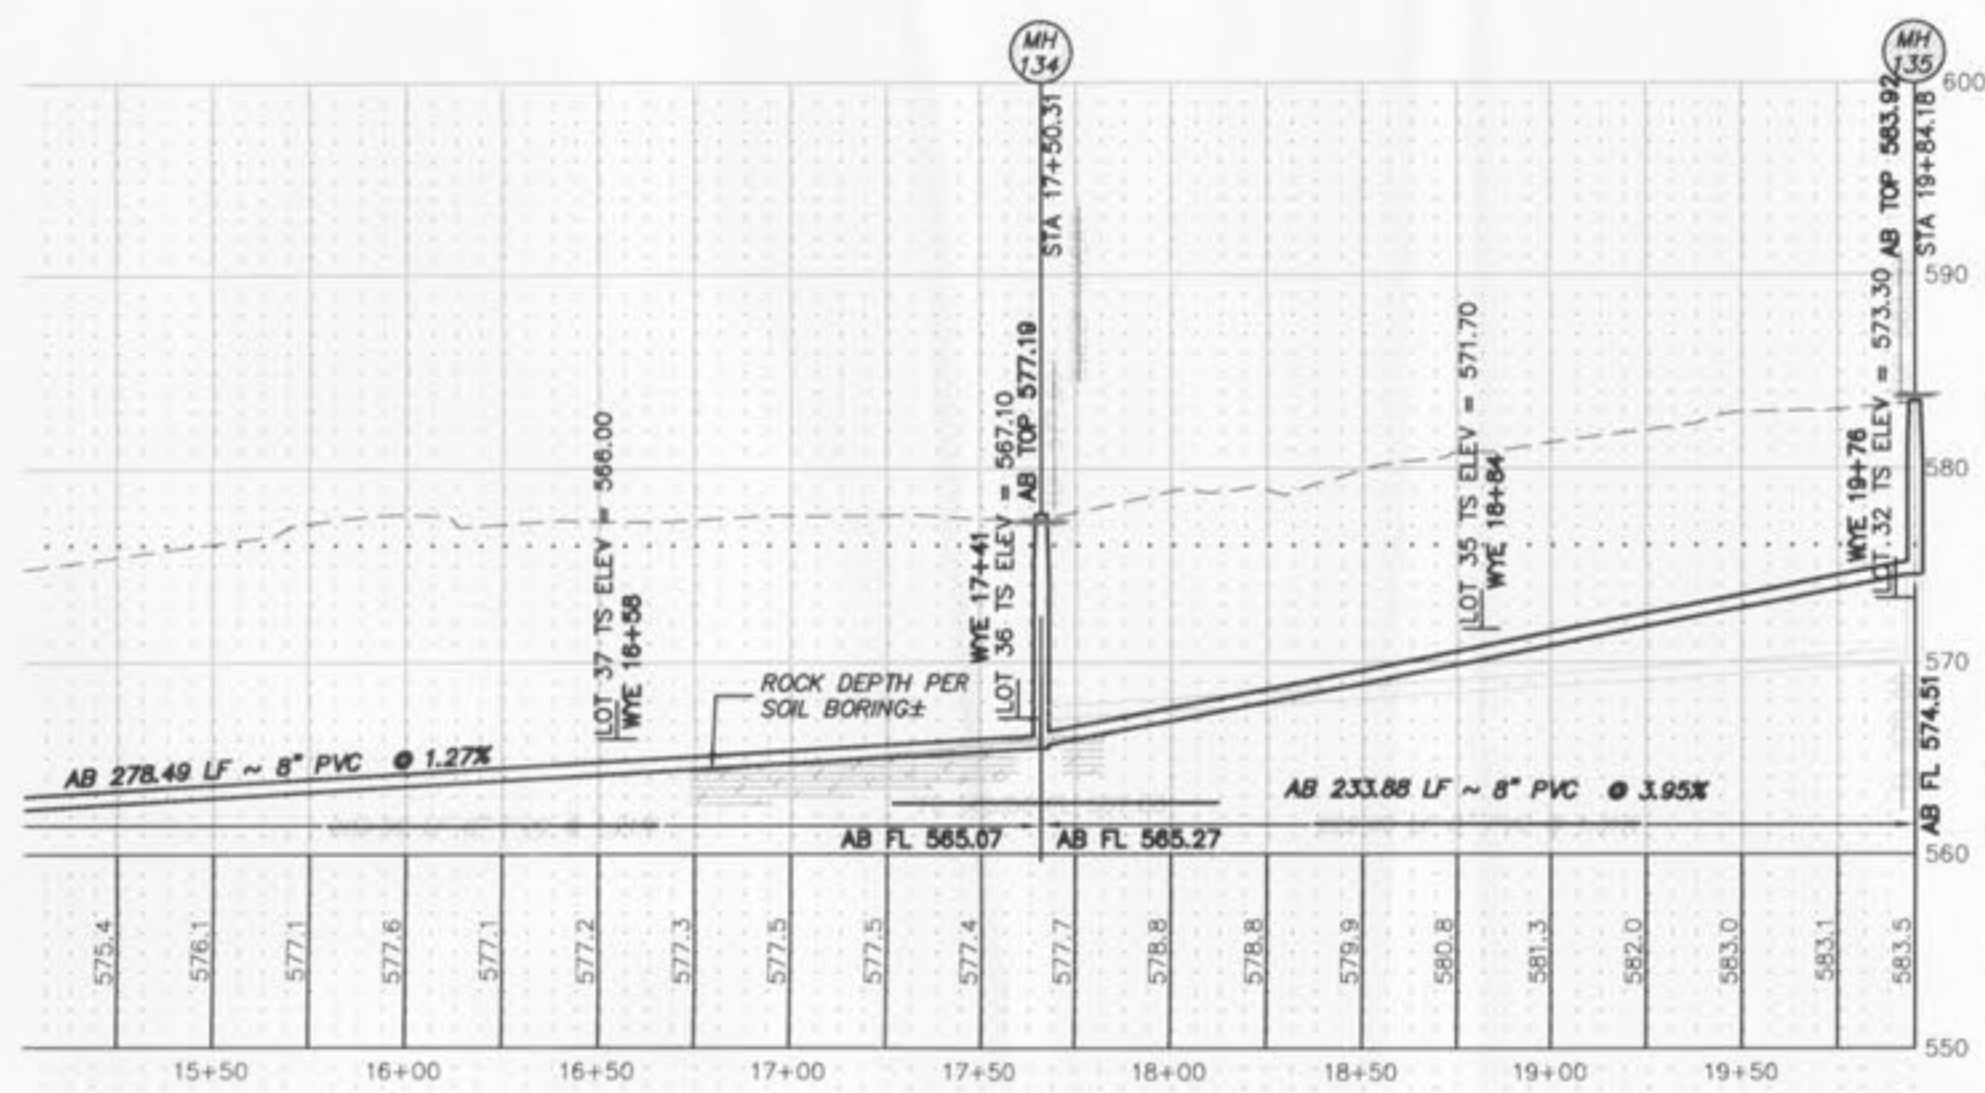 MH
134
MH
135
600
590
580
570
560
550
STA 17+50.31
AB TOP 583.92
STA 19+84.18
LOT 37 TS ELEV = 566.00
WYE 16+58
WYE 17+41
LOT 36 TS ELEV = 567.10
AB TOP 577.19
LOT 35 TS ELEV = 571.70
WYE 18+84
WYE 19+76
LOT 32 TS ELEV = 573.30
ROCK DEPTH PER
SOIL BORING±
AB 278.49 LF ~ 8" PVC @ 1.27%
AB 233.88 LF ~ 8" PVC @ 3.95%
AB FL 565.07
AB FL 565.27
AB FL 574.51
575.4
576.1
577.1
577.6
577.1
577.2
577.3
577.5
577.5
577.4
577.7
578.8
578.8
579.9
580.8
581.3
582.0
583.0
583.1
583.5
15+50
16+00
16+50
17+00
17+50
18+00
18+50
19+00
19+50